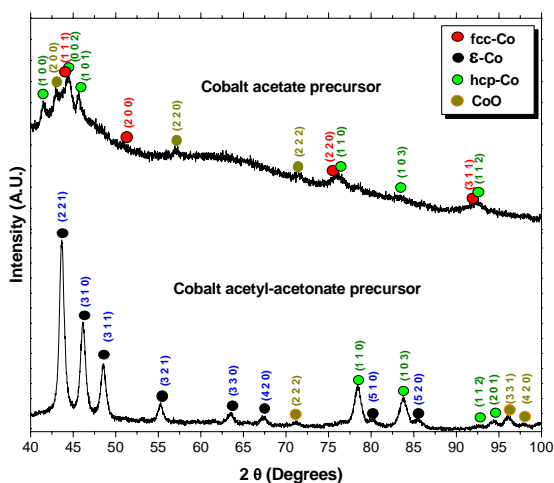 fcc-Co
ε-Co
hcp-Co
CoO
Cobalt acetate precursor
(1 0 0)
(2 0 0)
(1 1 1)
(0 0 2)
(1 0 1)
(2 0 0)
(2 2 0)
(2 2 2)
(2 2 0)
(1 1 0)
(1 0 3)
(3 1 1)
(1 1 2)
Intensity (A.U.)
Cobalt acetyl-acetonate precursor
(2 2 1)
(3 1 0)
(3 1 1)
(3 2 1)
(3 3 0)
(4 2 0)
(2 2 2)
(1 1 0)
(5 1 0)
(1 0 3)
(5 2 0)
(1 1 2)
(2 0 1)
(3 3 1)
(4 2 0)
40 45 50 55 60 65 70 75 80 85 90 95 100
2 θ (Degrees)